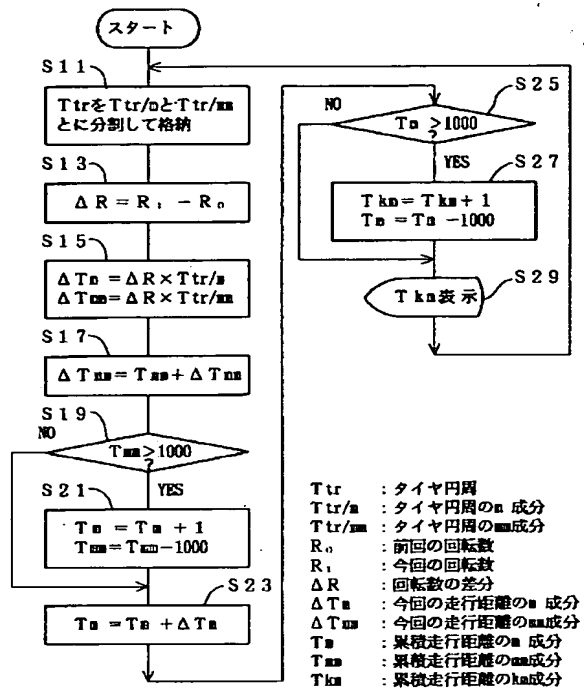 スタート
S11
TtrをTtr/mとTtr/mm
とに分割して格納
S13
ΔR＝R₁－R₀
S15
ΔTm＝ΔR×Ttr/m
ΔTmm＝ΔR×Ttr/mm
S17
ΔTmm＝Tmm＋ΔTmm
S19
NO
Tmm＞1000
?
S21
YES
Tm＝Tm＋1
Tmm＝Tmm－1000
S23
Tm＝Tm＋ΔTm
S25
NO
Tm＞1000
?
YES
S27
Tkm＝Tkm＋1
Tm＝Tm－1000
S29
Tkm表示
Ttr：タイヤ円周
Ttr/m：タイヤ円周のm成分
Ttr/mm：タイヤ円周のmm成分
R₀：前回の回転数
R₁：今回の回転数
ΔR：回転数の差分
ΔTm：今回の走行距離のm成分
ΔTmm：今回の走行距離のmm成分
Tm：累積走行距離のm成分
Tmm：累積走行距離のmm成分
Tkm：累積走行距離のkm成分